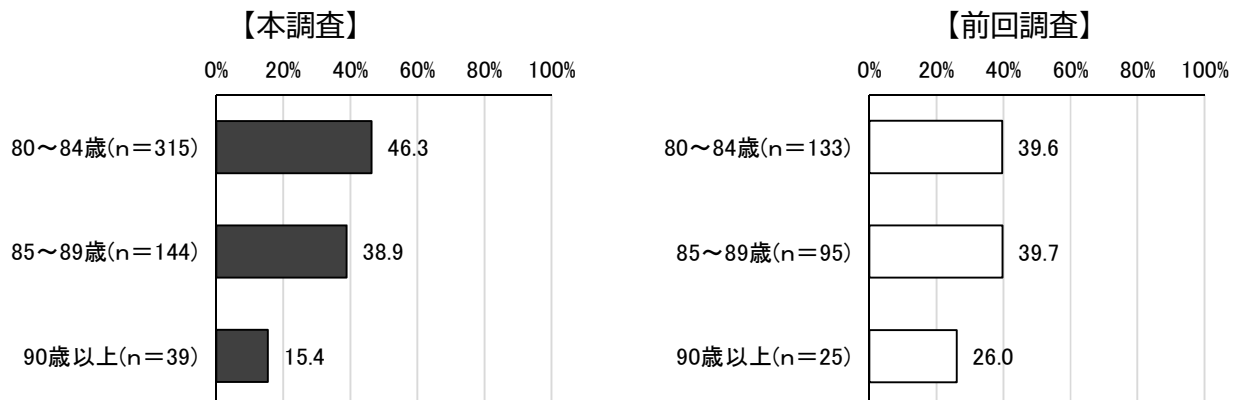 【本調査】
0% 20% 40% 60% 80% 100%
80～84歳(n＝315) 46.3
85～89歳(n＝144) 38.9
90歳以上(n＝39) 15.4
【前回調査】
0% 20% 40% 60% 80% 100%
80～84歳(n＝133) 39.6
85～89歳(n＝95) 39.7
90歳以上(n＝25) 26.0